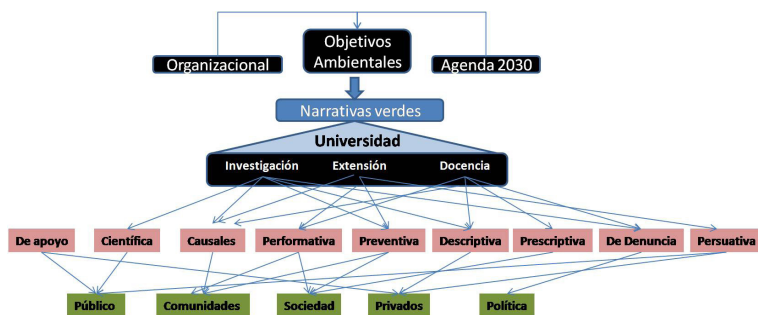 Objetivos
Ambientales
Organizacional
Agenda 2030
Narrativas verdes
Universidad
Investigación Extensión Docencia
De apoyo Científica Causales Performativa Preventiva Descriptiva Prescriptiva De Denuncia Persuativa
Público Comunidades Sociedad Privados Política